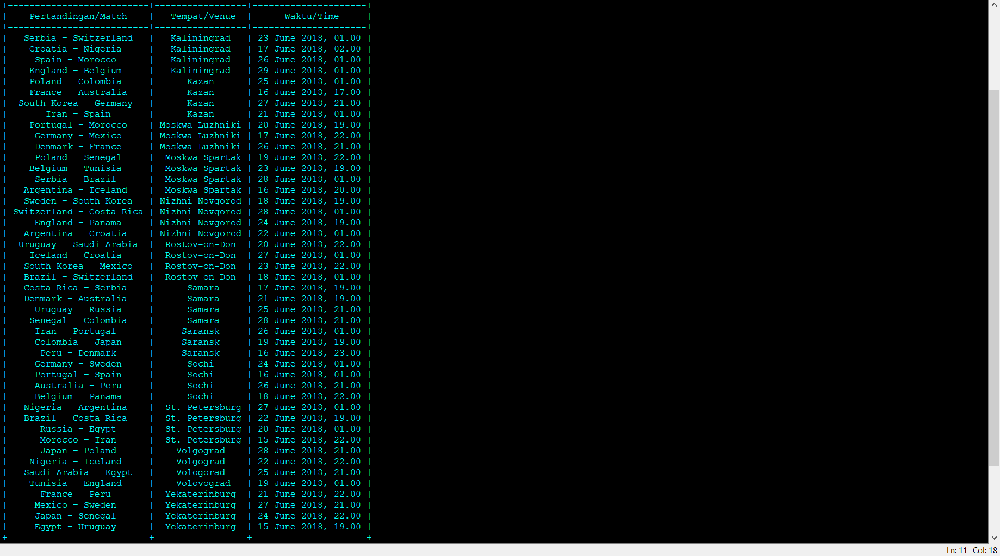 +--------------------------+-----------------+---------------------+
|    Pertandingan/Match    |   Tempat/Venue  |      Waktu/Time     |
+--------------------------+-----------------+---------------------+
|   Serbia - Switzerland   |   Kaliningrad   | 23 June 2018, 01.00 |
|    Croatia - Nigeria     |   Kaliningrad   | 17 June 2018, 02.00 |
|     Spain - Morocco      |   Kaliningrad   | 26 June 2018, 01.00 |
|    England - Belgium     |   Kaliningrad   | 29 June 2018, 01.00 |
|    Poland - Colombia     |      Kazan      | 25 June 2018, 01.00 |
|    France - Australia    |      Kazan      | 16 June 2018, 17.00 |
|  South Korea - Germany   |      Kazan      | 27 June 2018, 21.00 |
|       Iran - Spain       |      Kazan      | 21 June 2018, 01.00 |
|    Portugal - Morocco    | Moskwa Luzhniki | 20 June 2018, 19.00 |
|     Germany - Mexico     | Moskwa Luzhniki | 17 June 2018, 22.00 |
|     Denmark - France     | Moskwa Luzhniki | 26 June 2018, 21.00 |
|     Poland - Senegal     |  Moskwa Spartak | 19 June 2018, 22.00 |
|    Belgium - Tunisia     |  Moskwa Spartak | 23 June 2018, 19.00 |
|     Serbia - Brazil      |  Moskwa Spartak | 28 June 2018, 01.00 |
|   Argentina - Iceland    |  Moskwa Spartak | 16 June 2018, 20.00 |
|   Sweden - South Korea   | Nizhni Novgorod | 18 June 2018, 19.00 |
| Switzerland - Costa Rica | Nizhni Novgorod | 28 June 2018, 01.00 |
|     England - Panama     | Nizhni Novgorod | 24 June 2018, 19.00 |
|   Argentina - Croatia    | Nizhni Novgorod | 22 June 2018, 01.00 |
|  Uruguay - Saudi Arabia  |  Rostov-on-Don  | 20 June 2018, 22.00 |
|    Iceland - Croatia     |  Rostov-on-Don  | 27 June 2018, 01.00 |
|   South Korea - Mexico   |  Rostov-on-Don  | 23 June 2018, 22.00 |
|   Brazil - Switzerland   |  Rostov-on-Don  | 18 June 2018, 01.00 |
|   Costa Rica - Serbia    |      Samara     | 17 June 2018, 19.00 |
|   Denmark - Australia    |      Samara     | 21 June 2018, 19.00 |
|     Uruguay - Russia     |      Samara     | 25 June 2018, 21.00 |
|    Senegal - Colombia    |      Samara     | 28 June 2018, 21.00 |
|     Iran - Portugal      |     Saransk     | 26 June 2018, 01.00 |
|     Colombia - Japan     |     Saransk     | 19 June 2018, 19.00 |
|      Peru - Denmark      |     Saransk     | 16 June 2018, 23.00 |
|     Germany - Sweden     |      Sochi      | 24 June 2018, 01.00 |
|     Portugal - Spain     |      Sochi      | 16 June 2018, 01.00 |
|     Australia - Peru     |      Sochi      | 26 June 2018, 21.00 |
|     Belgium - Panama     |      Sochi      | 18 June 2018, 22.00 |
|   Nigeria - Argentina    |  St. Petersburg | 27 June 2018, 01.00 |
|   Brazil - Costa Rica    |  St. Petersburg | 22 June 2018, 19.00 |
|      Russia - Egypt      |  St. Petersburg | 20 June 2018, 01.00 |
|      Morocco - Iran      |  St. Petersburg | 15 June 2018, 22.00 |
|      Japan - Poland      |    Volgograd    | 28 June 2018, 21.00 |
|    Nigeria - Iceland     |    Volgograd    | 22 June 2018, 22.00 |
|   Saudi Arabia - Egypt   |    Vologorad    | 25 June 2018, 21.00 |
|    Tunisia - England     |    Volovograd   | 19 June 2018, 01.00 |
|      France - Peru       |  Yekaterinburg  | 21 June 2018, 22.00 |
|     Mexico - Sweden      |  Yekaterinburg  | 27 June 2018, 21.00 |
|     Japan - Senegal      |  Yekaterinburg  | 24 June 2018, 22.00 |
|     Egypt - Uruguay      |  Yekaterinburg  | 15 June 2018, 19.00 |
+--------------------------+-----------------+---------------------+
Ln: 11 Col: 18